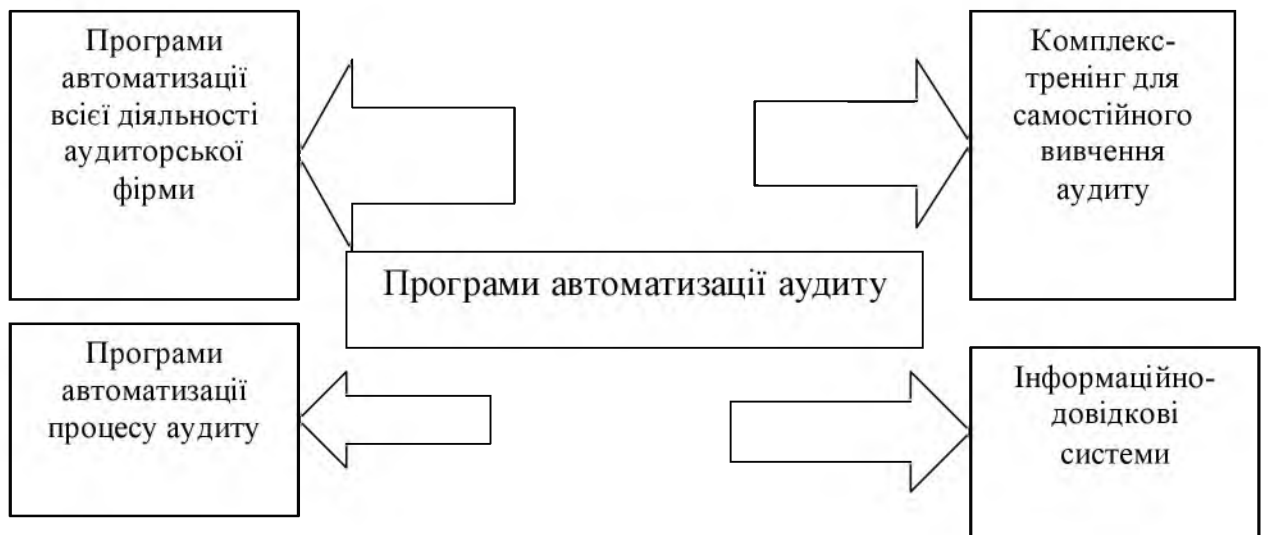 Програми
автоматизації
всієї діяльності
аудиторської
фірми
Комплекс-
тренінг для
самостійного
вивчення
аудиту
Програми автоматизації аудиту
Програми
автоматизації
процесу аудиту
Інформаційно-
довідкові
системи